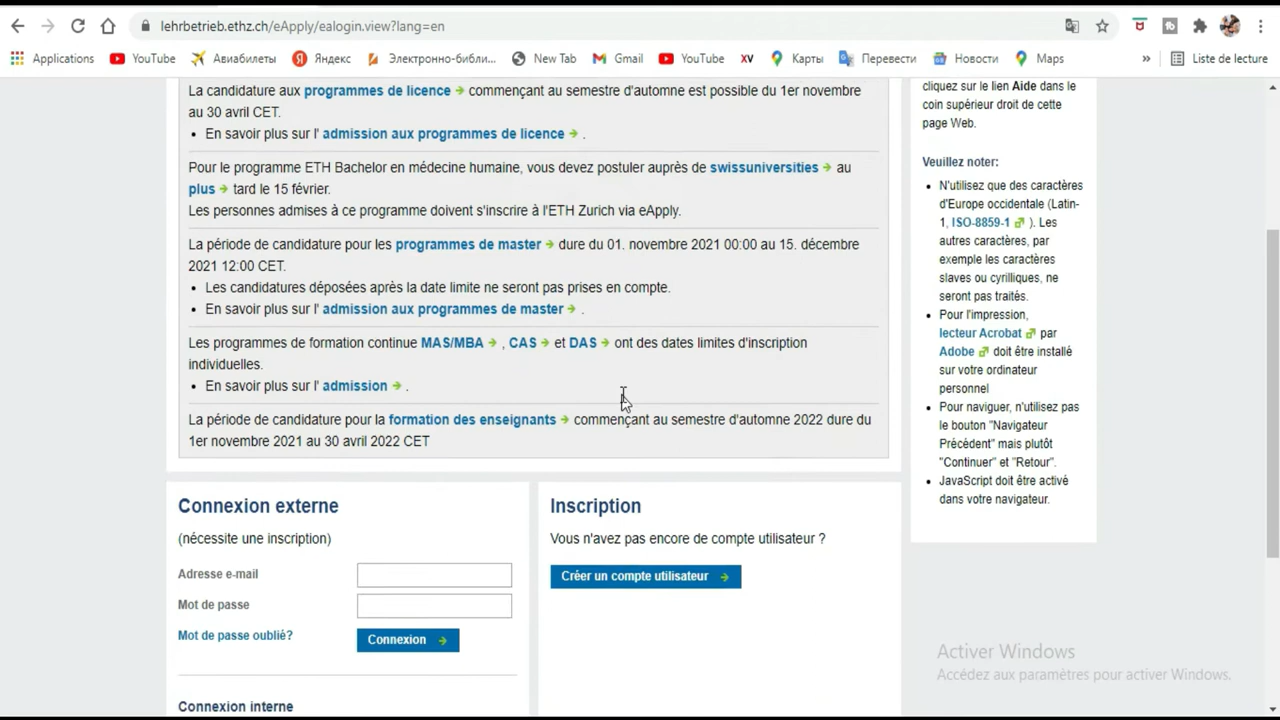 lehrbetrieb.ethz.ch/eApply/ealogin.view?lang=en
Applications
YouTube
Авиабилеты
Яндекс
Электронно-библи...
New Tab
Gmail
YouTube
XV
Карты
Перевести
Новости
Maps
»
Liste de lecture
La candidature aux programmes de licence commençant au semestre d'automne est possible du 1er novembre
au 30 avril CET.
• En savoir plus sur l' admission aux programmes de licence .
Pour le programme ETH Bachelor en médecine humaine, vous devez postuler auprès de swissuniversities au
plus tard le 15 février.
Les personnes admises à ce programme doivent s'inscrire à l'ETH Zurich via eApply.
La période de candidature pour les programmes de master dure du 01. novembre 2021 00:00 au 15. décembre
2021 12:00 CET.
• Les candidatures déposées après la date limite ne seront pas prises en compte.
• En savoir plus sur l' admission aux programmes de master .
Les programmes de formation continue MAS/MBA , CAS et DAS ont des dates limites d'inscription
individuelles.
• En savoir plus sur l' admission .
La période de candidature pour la formation des enseignants commençant au semestre d'automne 2022 dure du
1er novembre 2021 au 30 avril 2022 CET
Connexion externe
(nécessite une inscription)
Adresse e-mail
Mot de passe
Mot de passe oublié?
Connexion
Connexion interne
Inscription
Vous n'avez pas encore de compte utilisateur ?
Créer un compte utilisateur
cliquez sur le lien Aide dans le
coin supérieur droit de cette
page Web.
Veuillez noter:
• N'utilisez que des caractères
d'Europe occidentale (Latin-
1, ISO-8859-1 ). Les
autres caractères, par
exemple les caractères
slaves ou cyrilliques, ne
seront pas traités.
• Pour l'impression,
lecteur Acrobat par
Adobe doit être installé
sur votre ordinateur
personnel
• Pour naviguer, n'utilisez pas
le bouton "Navigateur
Précédent" mais plutôt
"Continuer" et "Retour".
• JavaScript doit être activé
dans votre navigateur.
Activer Windows
Accédez aux paramètres pour activer Windows.